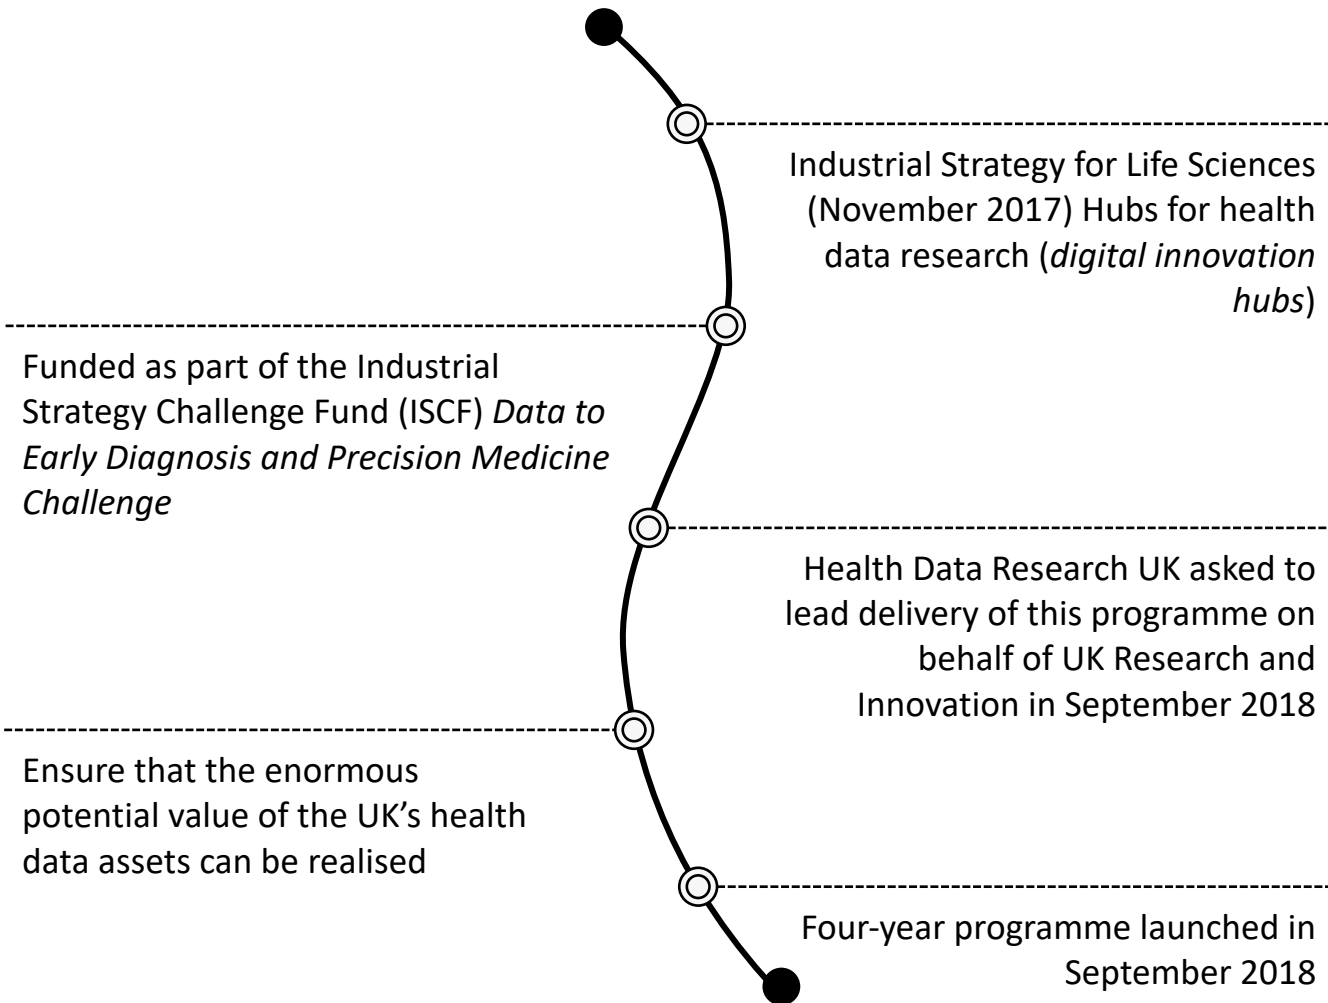 Industrial Strategy for Life Sciences
(November 2017) Hubs for health
data research (digital innovation
hubs)
Funded as part of the Industrial
Strategy Challenge Fund (ISCF) Data to
Early Diagnosis and Precision Medicine
Challenge
Health Data Research UK asked to
lead delivery of this programme on
behalf of UK Research and
Innovation in September 2018
Ensure that the enormous
potential value of the UK’s health
data assets can be realised
Four-year programme launched in
September 2018